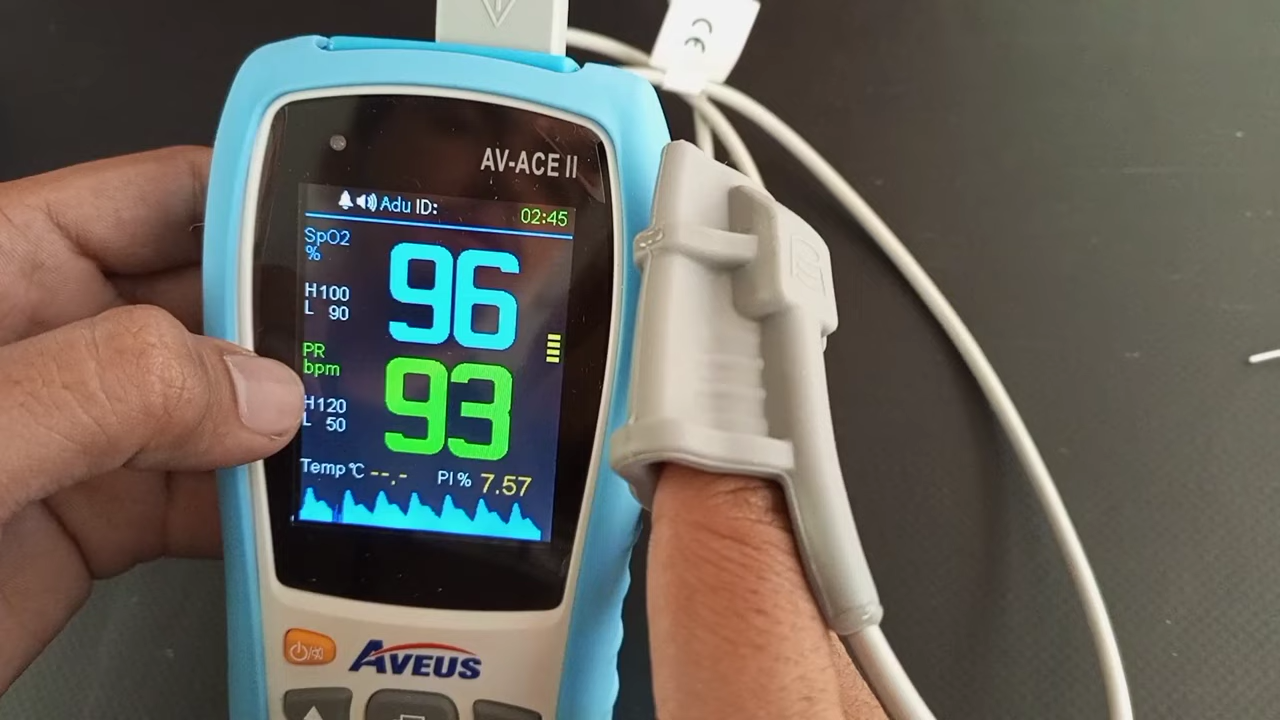 CE
AV-ACE II
Adu ID: 02:45
SpO2
%
96
H100
L 90
PR
bpm
93
H120
L 50
Temp°C --.- PI% 7.57
AVEUS